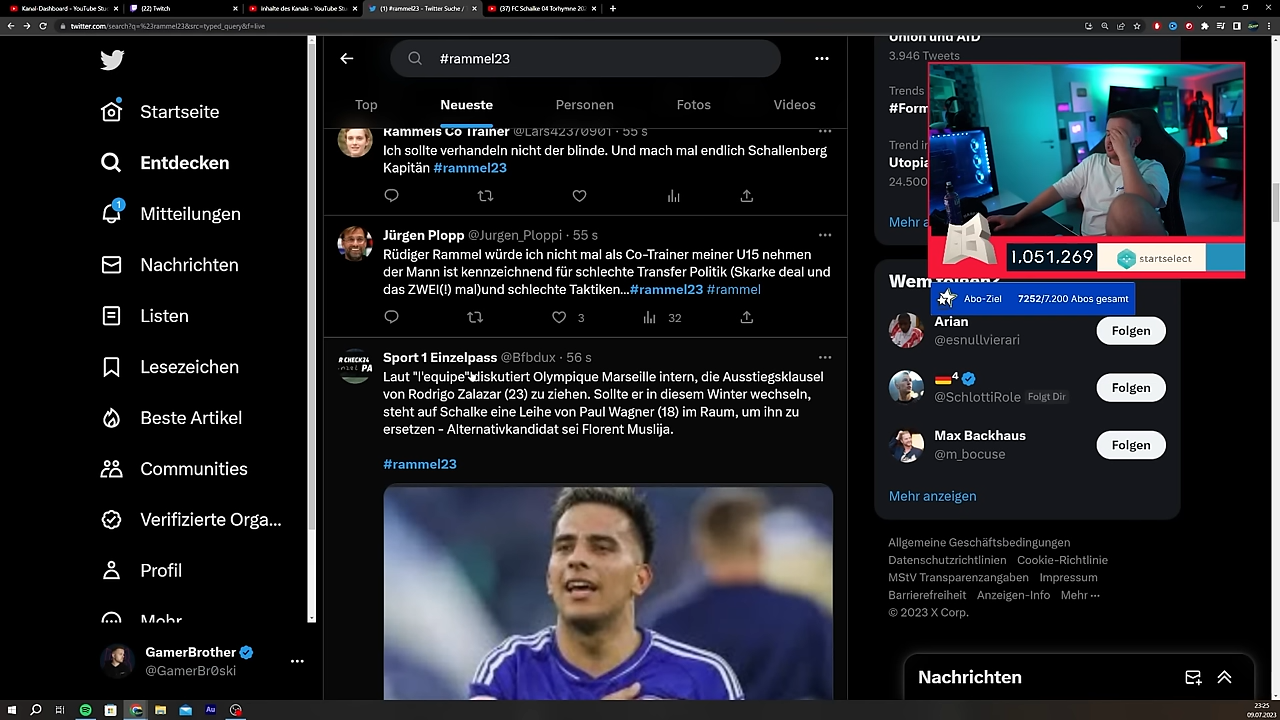 Kanal-Dashboard - YouTube Stu
(22) Twitch
Inhalte des Kanals - YouTube Stu
(1) #rammel23 - Twitter Suche /
(37) FC Schalke 04 Torhymne 202
twitter.com/search?q=%23rammel23&src=typed_query&f=live
Startseite
Entdecken
1
Mitteilungen
Nachrichten
Listen
Lesezeichen
Beste Artikel
Communities
Verifizierte Orga...
Profil
Mehr
GamerBrother
@GamerBr0ski
#rammel23
Top
Neueste
Personen
Fotos
Videos
Rammels Co Trainer @Lars42370901 · 55 s
Ich sollte verhandeln nicht der blinde. Und mach mal endlich Schallenberg
Kapitän #rammel23
Jürgen Plopp @Jurgen_Ploppi · 55 s
Rüdiger Rammel würde ich nicht mal als Co-Trainer meiner U15 nehmen
der Mann ist kennzeichnend für schlechte Transfer Politik (Skarke deal und
das ZWEI(!) mal)und schlechte Taktiken...#rammel23 #rammel
3
32
Sport 1 Einzelpass @Bfbdux · 56 s
Laut "l'equipe" diskutiert Olympique Marseille intern, die Ausstiegsklausel
von Rodrigo Zalazar (23) zu ziehen. Sollte er in diesem Winter wechseln,
steht auf Schalke eine Leihe von Paul Wagner (18) im Raum, um ihn zu
ersetzen - Alternativkandidat sei Florent Muslija.
#rammel23
Union und AfD
3.946 Tweets
Trends
#Form
Trend in
Utopia
24.500
Mehr a
1.051.269
startselect
Abo-Ziel 7252/7.200 Abos gesamt
Wem folgen?
Arian
@esnullvierari
Folgen
4
@SchlottiRole Folgt Dir
Folgen
Max Backhaus
@m_bocuse
Folgen
Mehr anzeigen
Allgemeine Geschäftsbedingungen
Datenschutzrichtlinien Cookie-Richtlinie
MStV Transparenzangaben Impressum
Barrierefreiheit Anzeigen-Info Mehr ···
© 2023 X Corp.
Nachrichten
23:25
09.07.2023